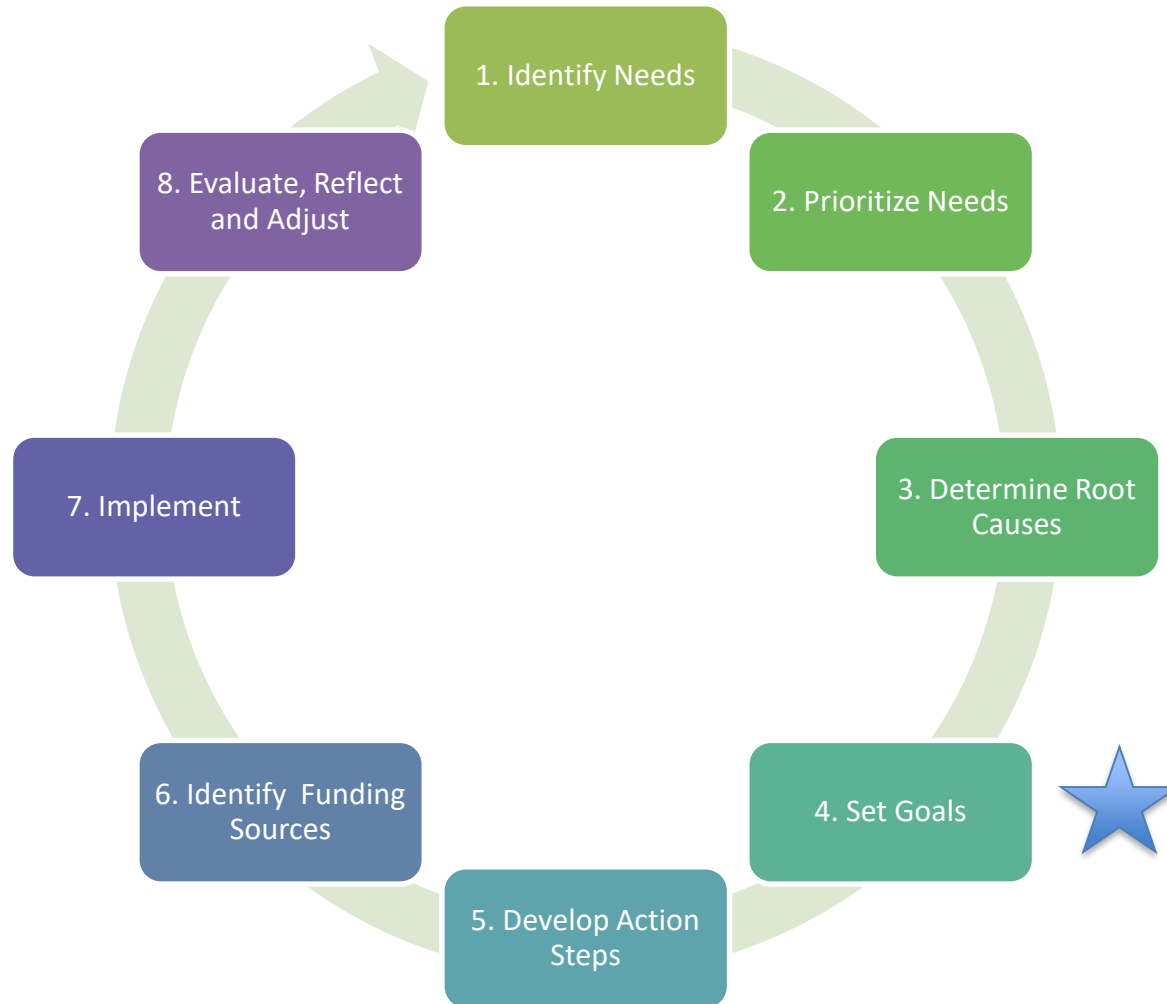 1. Identify Needs
2. Prioritize Needs
3. Determine Root
Causes
4. Set Goals
5. Develop Action
Steps
6. Identify  Funding
Sources
7. Implement
8. Evaluate, Reflect
and Adjust